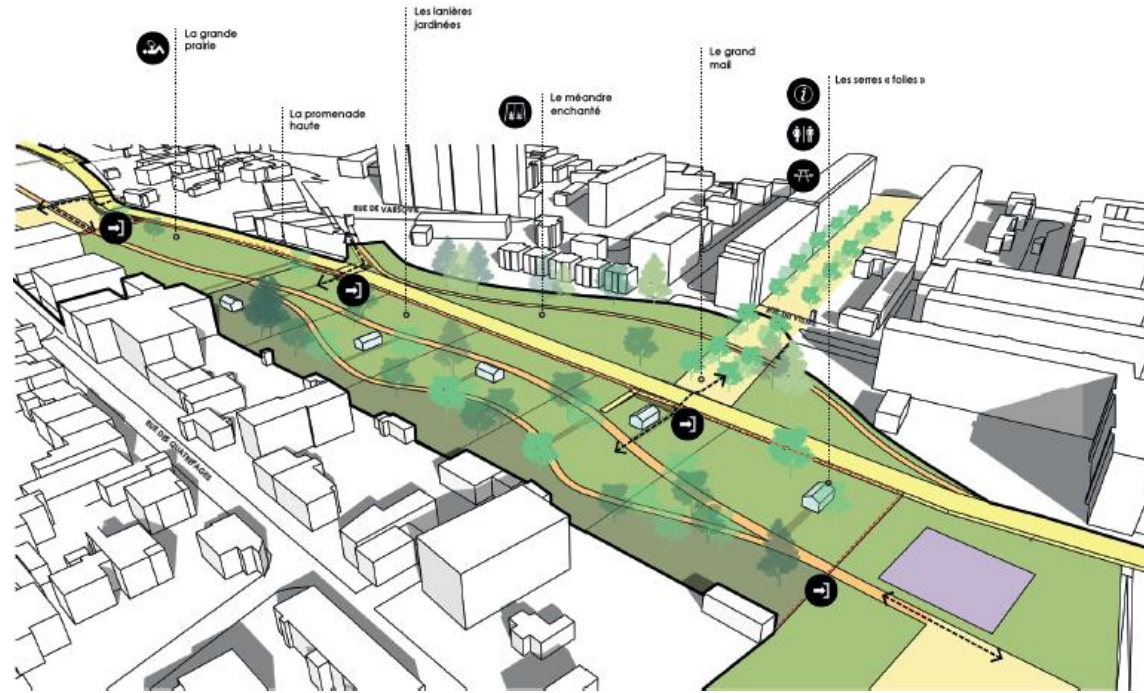 Les lanières
jardinées
La grande
prairie
Le grand
mail
Les serres « folies »
Le méandre
enchanté
La promenade
haute
RUE DE VARSOVIE
RUE DES QUATREFAGES